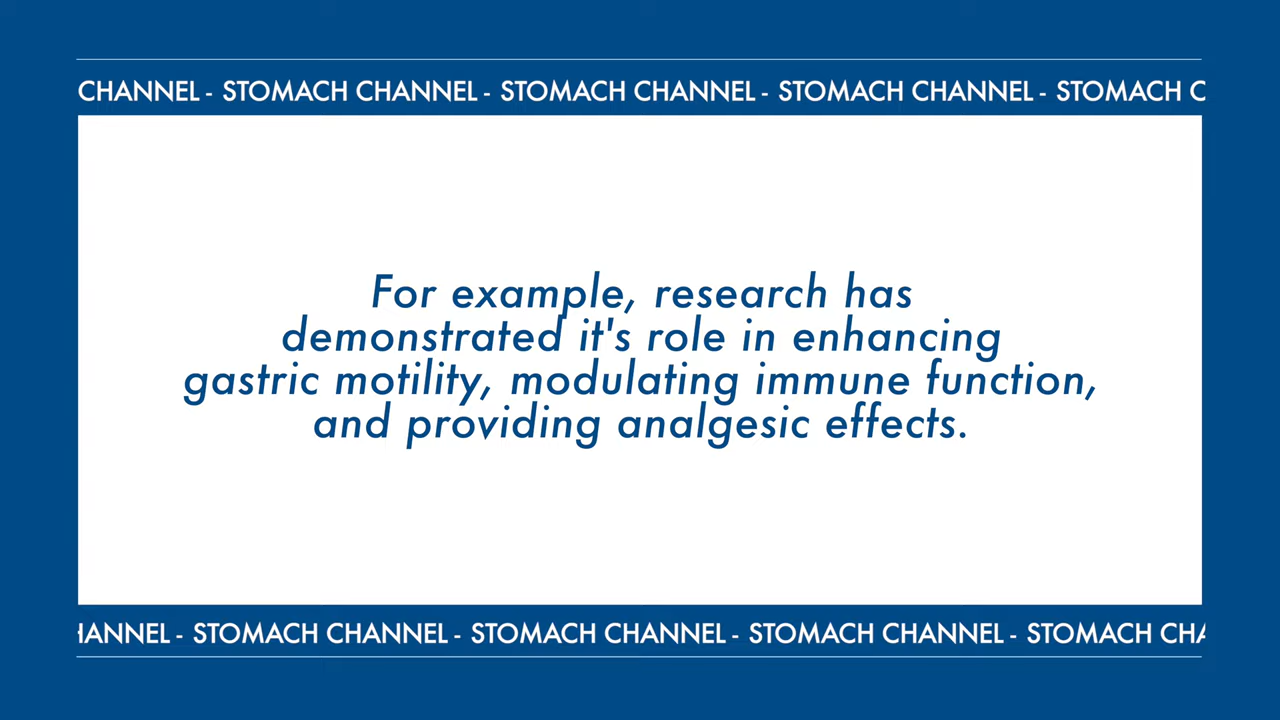 CHANNEL - STOMACH CHANNEL - STOMACH CHANNEL - STOMACH CHANNEL - STOMACH C
For example, research has
demonstrated it's role in enhancing
gastric motility, modulating immune function,
and providing analgesic effects.
HANNEL - STOMACH CHANNEL - STOMACH CHANNEL - STOMACH CHANNEL - STOMACH CHA